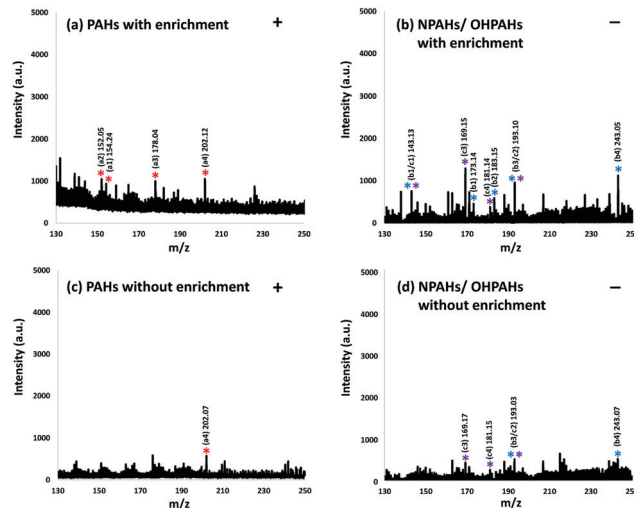 (a) PAHs with enrichment +
Intensity (a.u.)
5000
4000
3000
2000
1000
0
(a2) 152.05
(a1) 154.24
(a3) 178.04
(a4) 202.12
* * * *
130 150 170 190 210 230 250
m/z
(b) NPAHs/ OHPAHs –
with enrichment
Intensity (a.u.)
5000
4000
3000
2000
1000
0
(b1/c1) 143.13
(c3) 169.15
(b1) 173.14
(c4) 181.14
(b2) 183.15
(b3/c2) 193.10
(b4) 243.05
* * * * * * * * *
130 150 170 190 210 230 250
m/z
(c) PAHs without enrichment +
Intensity (a.u.)
5000
4000
3000
2000
1000
0
(a4) 202.07
*
130 150 170 190 210 230 250
m/z
(d) NPAHs/ OHPAHs –
without enrichment
Intensity (a.u.)
5000
4000
3000
2000
1000
0
(c3) 169.17
(c4) 181.15
(b3/c2) 193.03
(b4) 243.07
* * * * *
130 150 170 190 210 230 250
m/z